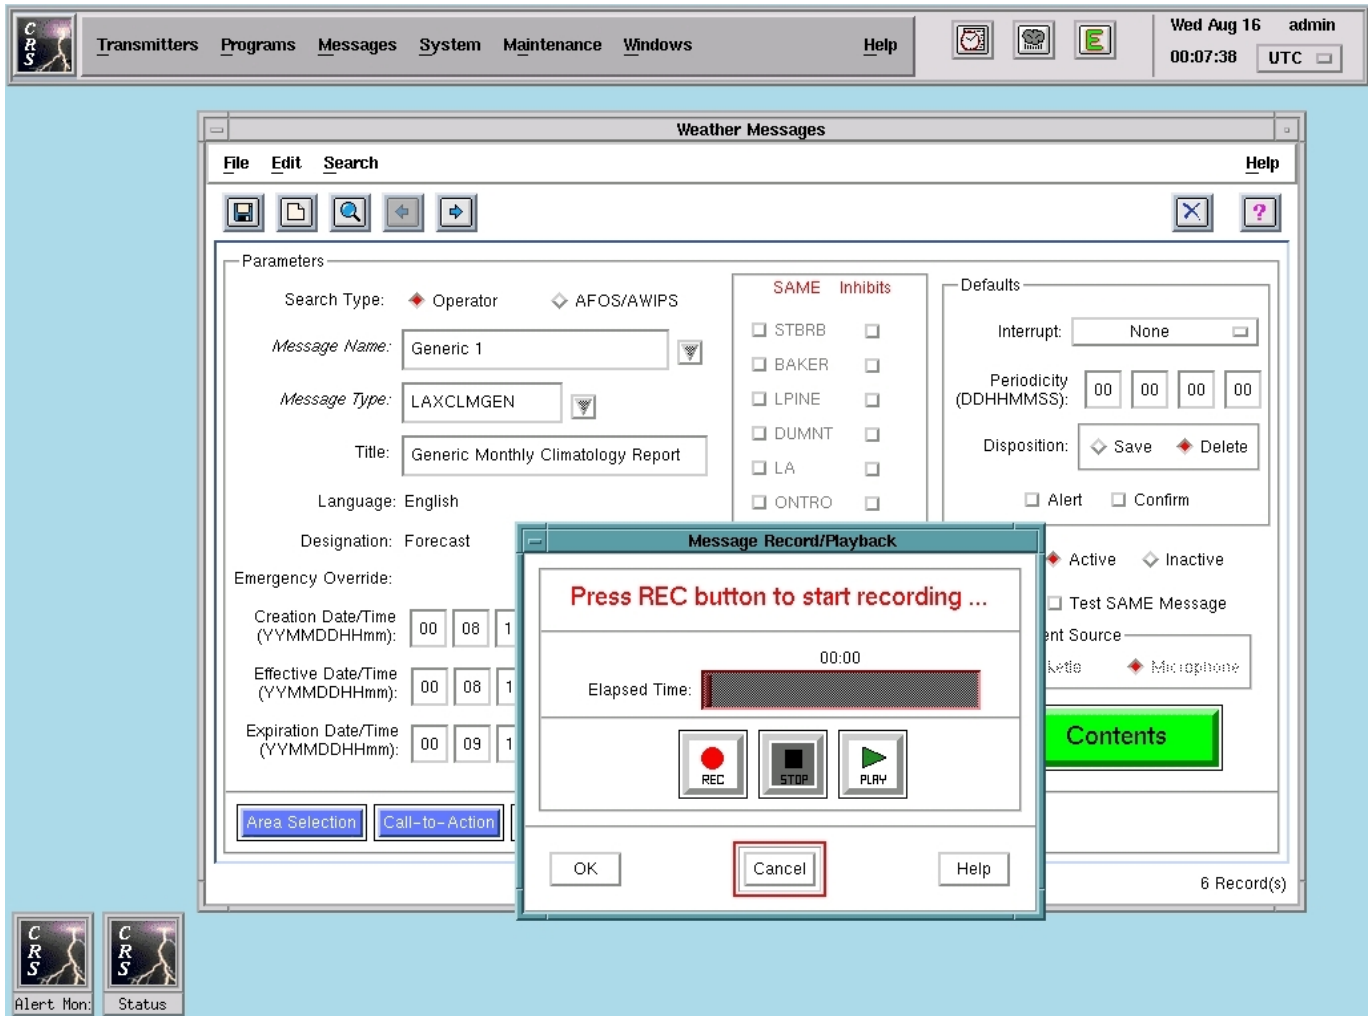 CRS
Transmitters Programs Messages System Maintenance Windows Help
E
Wed Aug 16 admin
00:07:38 UTC
Weather Messages
File Edit Search Help
?
Parameters
Search Type: Operator AFOS/AWIPS
Message Name: Generic 1
Message Type: LAXCLMGEN
Title: Generic Monthly Climatology Report
Language: English
Designation: Forecast
Emergency Override:
Creation Date/Time
(YYMMDDHHmm): 00 08 1
Effective Date/Time
(YYMMDDHHmm): 00 08 1
Expiration Date/Time
(YYMMDDHHmm): 00 09 1
Area Selection Call-to-Action
SAME Inhibits
STBRB
BAKER
LPINE
DUMNT
LA
ONTRO
Defaults
Interrupt: None
Periodicity
(DDHHMMSS): 00 00 00 00
Disposition: Save Delete
Alert Confirm
Active Inactive
Test SAME Message
ent Source
Microphone
Contents
6 Record(s)
Message Record/Playback
Press REC button to start recording ...
00:00
Elapsed Time:
REC STOP PLAY
OK Cancel Help
CRS
Alert Mon:
CRS
Status